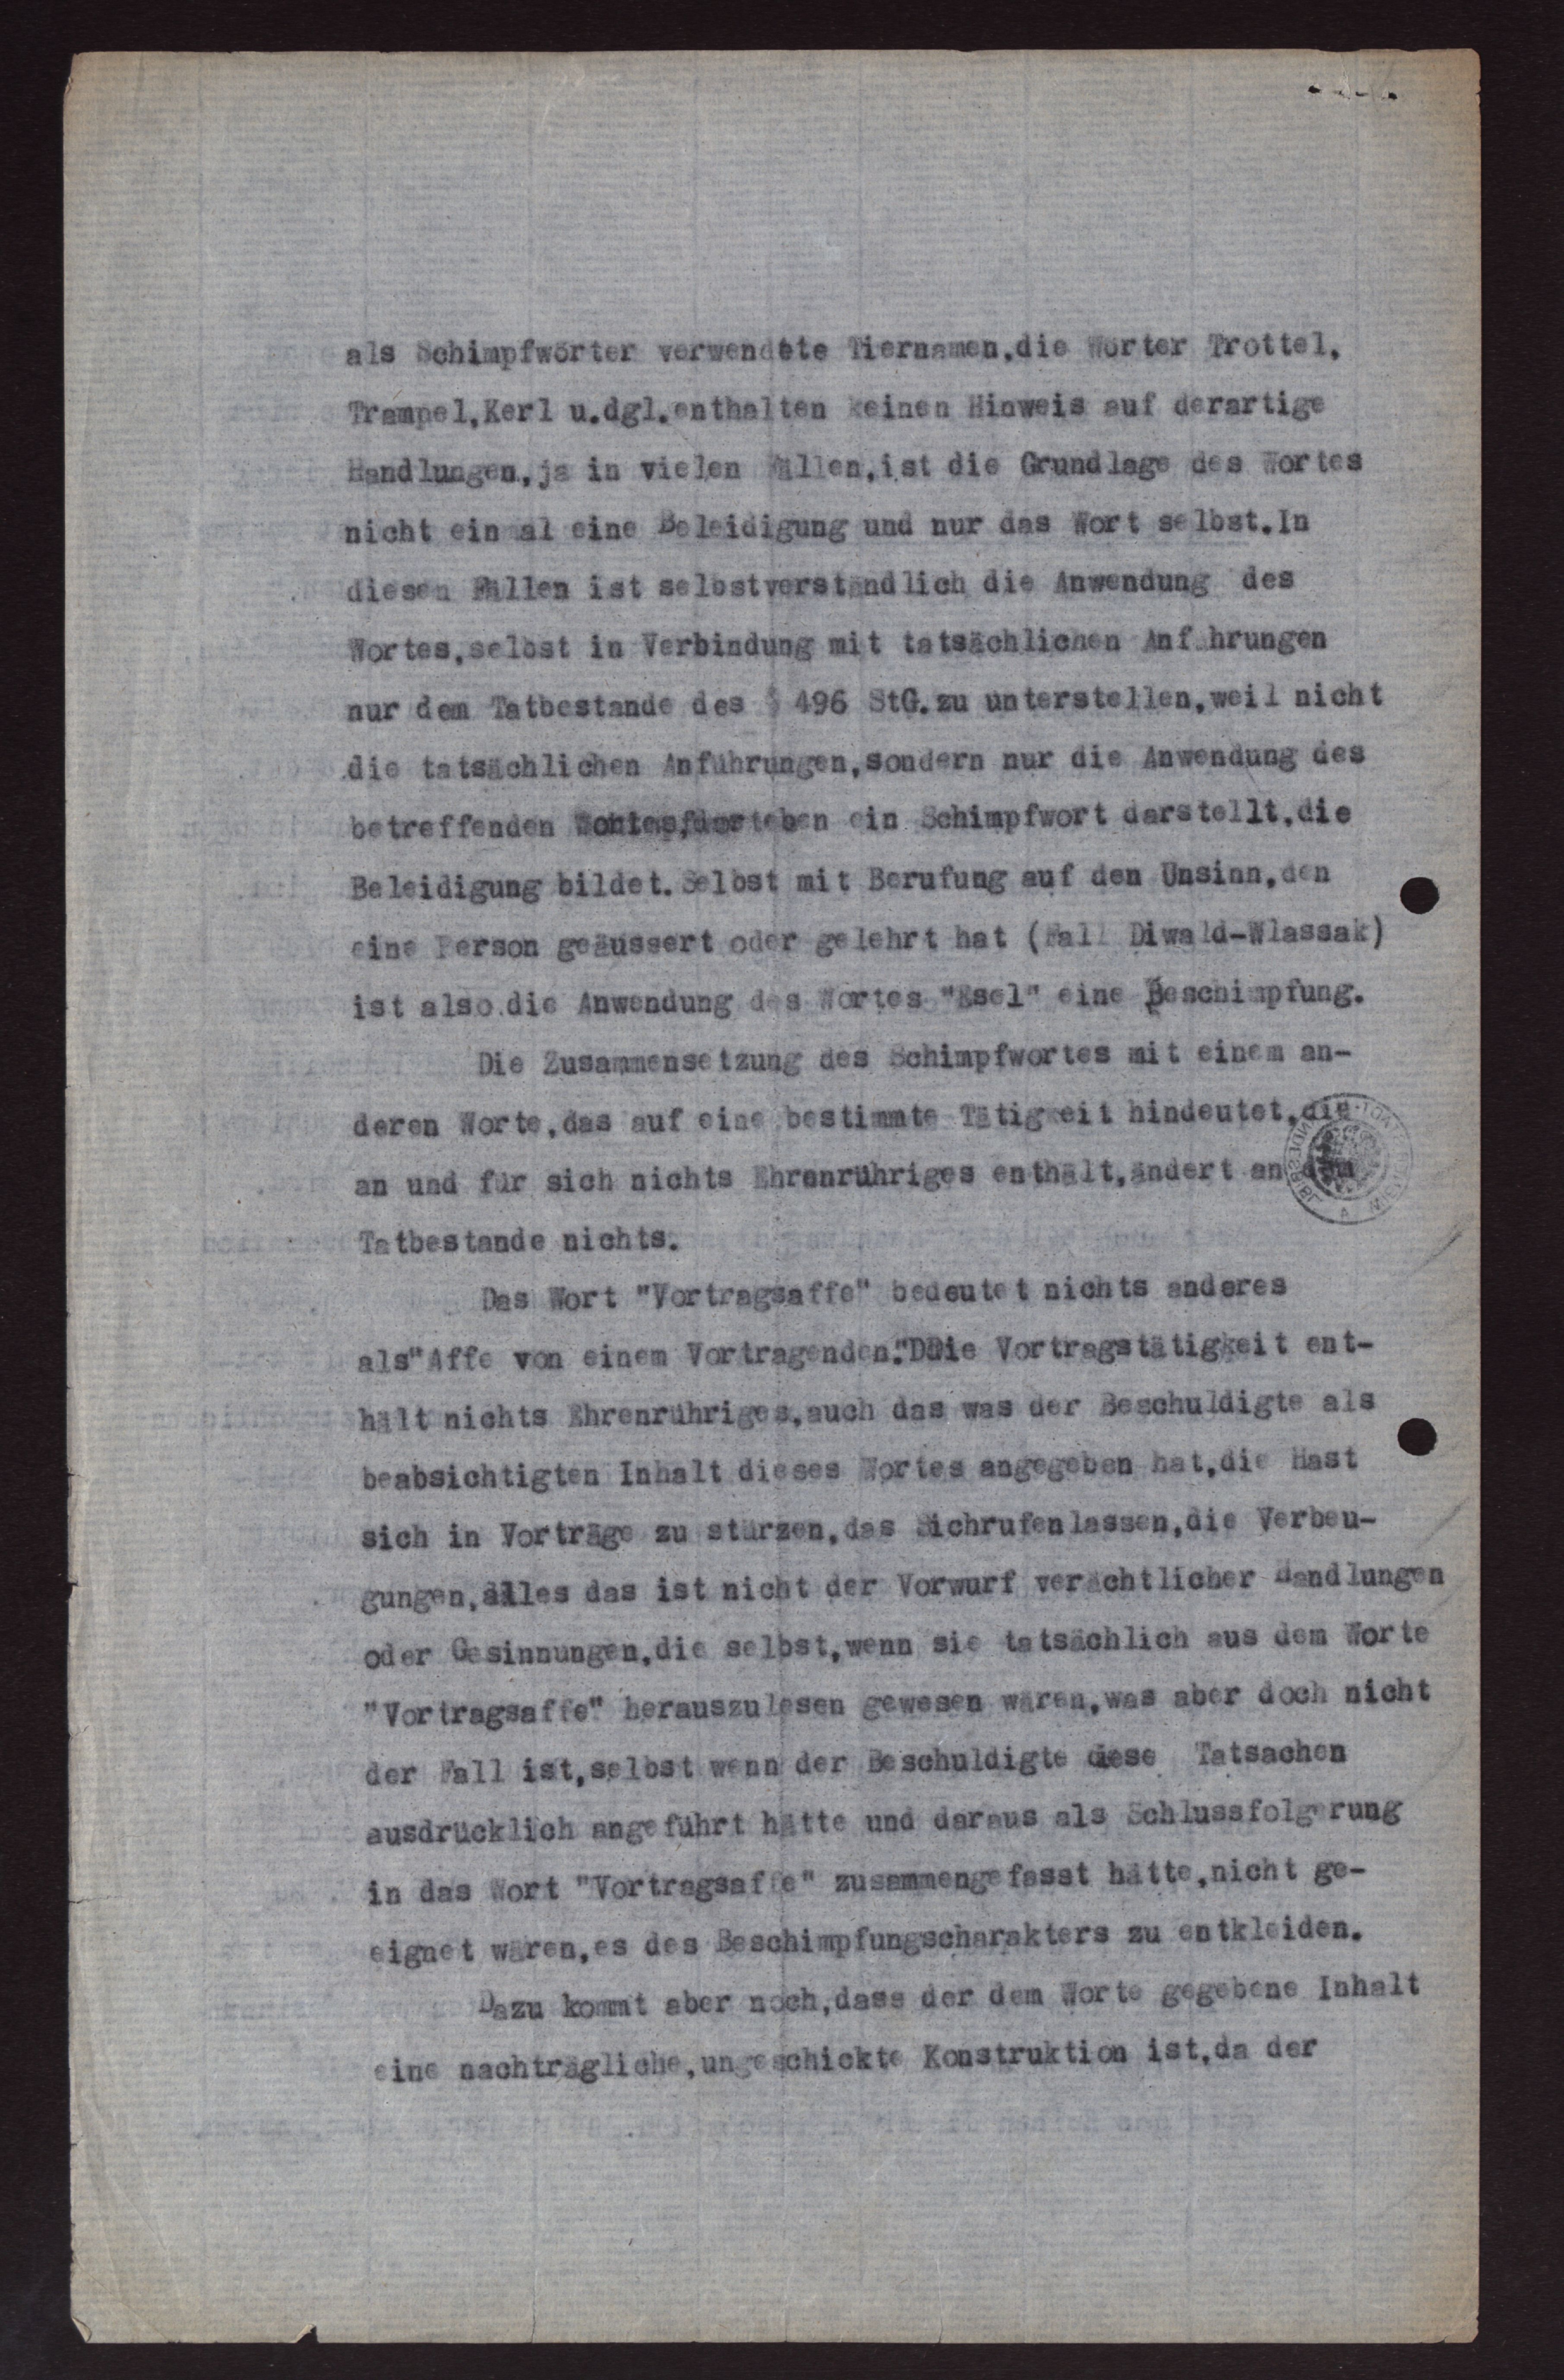 als Schimpfwörter verwendete Tiernamen,die Wörter Trottel,
Trampel,Kerl u.dgl.enthalten keinen Hinweis auf derartige
Handlungen,ja in vielen Fällen,ist die Grundlage des Wortes
nicht einmal eine Beleidigung und nur das Wort selbst.In
diesen Fällen ist selbstverständlich die Anwendung des
Wortes,selbst in Verbindung mit tatsächlichen Anführungen
nur dem Tatbestande des § 496 StG.zu unterstellen,weil nicht
die tatsächlichen Anführungen,sondern nur die Anwendung des
betreffenden ein Schimpfwort darstellt,die
Beleidigung bildet.Selbst mit Berufung auf den Unsinn,den
eine Person geäussert oder gelehrt hat (Fall Diwald-Wlassak)
ist also die Anwendung des Wortes "Esel" eine Beschimpfung.
Die Zusammensetzung des Schimpfwortes mit einem an-
deren Worte,das auf eine bestimmte Tätigkeit hindeutet,die
an und für sich nichts Ehrenrühriges enthält,ändert an dem
Tatbestande nichts.
Das Wort "Vortragsaffe" bedeutet nichts anderes
als"Affe von einem Vortragenden."DDie Vortragstätigkeit ent-
hält nichts Ehrenrühriges,auch das was der Beschuldigte als
beabsichtigten Inhalt dieses Wortes angegeben hat,die Hast
sich in Vorträge zu stürzen,das Sichrufenlassen,die Verbeu-
gungen,alles das ist nicht der Vorwurf verächtlicher Handlungen
oder Gesinnungen,die selbst,wenn sie tatsächlich aus dem Worte
"Vortragsaffe" herauszulesen gewesen wären,was aber doch nicht
der Fall ist,selbst wenn der Beschuldigte diese Tatsachen
ausdrücklich angeführt hätte und daraus als Schlussfolgerung
in das Wort "Vortragsaffe" zusammengefasst hätte,nicht ge-
eignet wären,es des Beschimpfungscharakters zu entkleiden.
Dazu kommt aber noch,dass der dem Worte gegebene Inhalt
eine nachträgliche,ungeschickte Konstruktion ist,da der